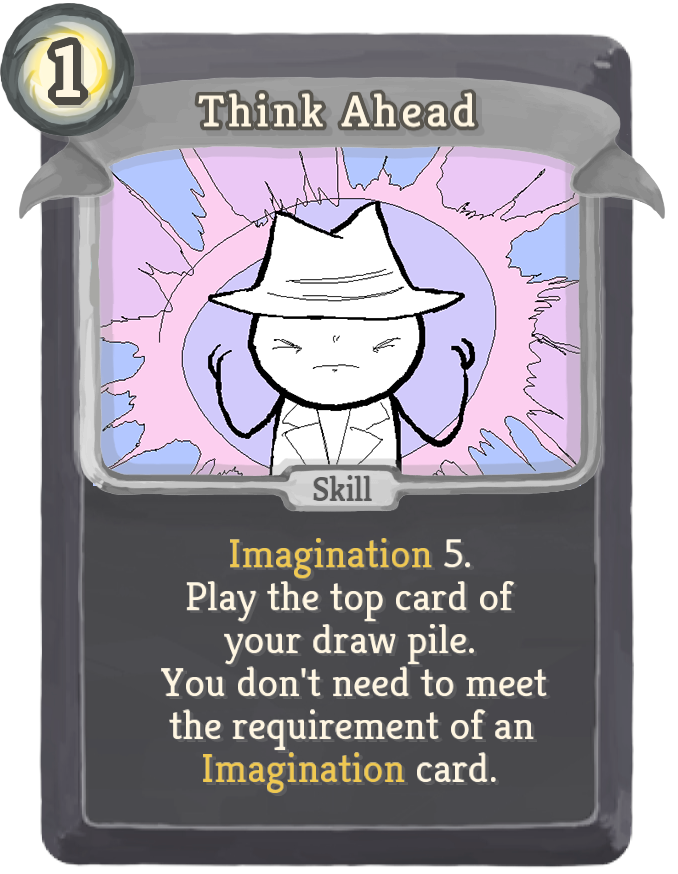 1
Think Ahead
Skill
Imagination 5.
Play the top card of
your draw pile.
You don't need to meet
the requirement of an
Imagination card.